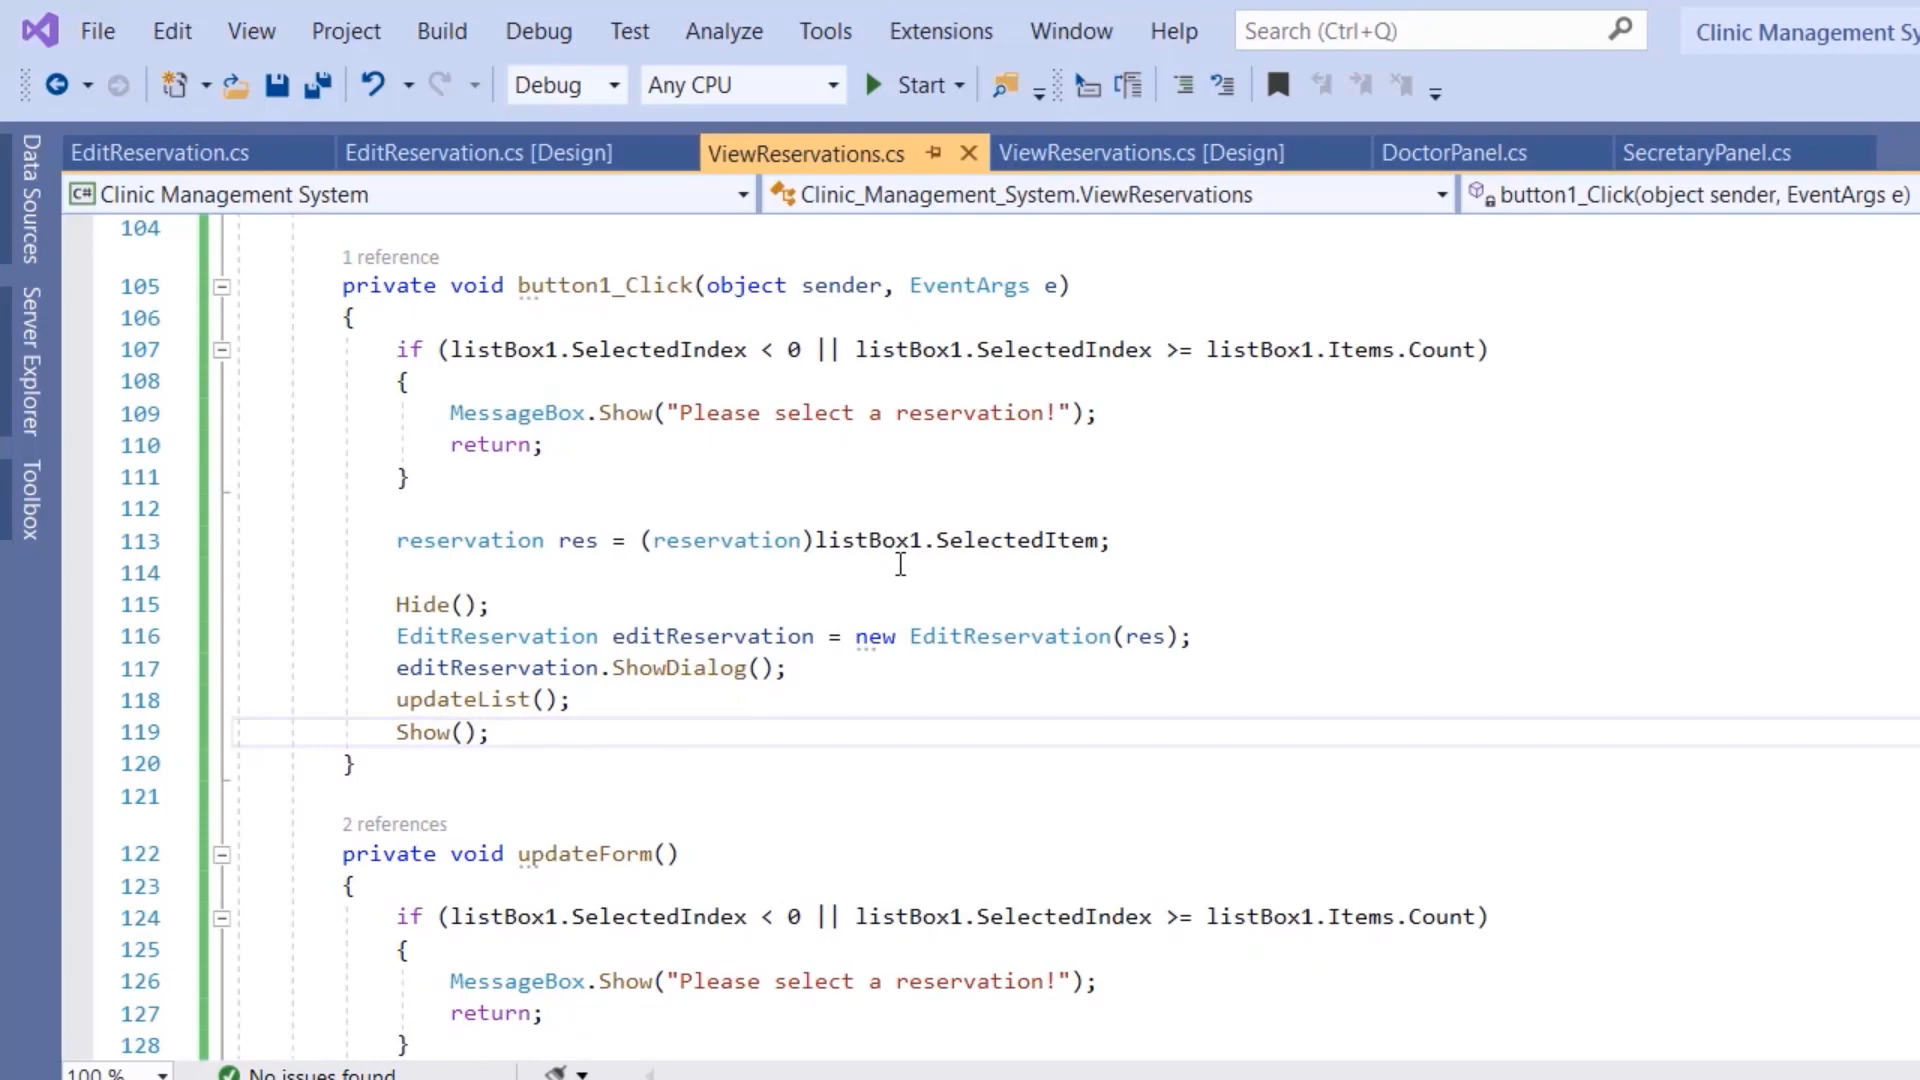 File Edit View Project Build Debug Test Tools Analyze Tools Extensions Window Help Search (Ctrl+Q) Clinic Management Sy
Debug Any CPU Start
EditReservation.cs EditReservation.cs [Design] ViewReservations.cs ViewReservations.cs [Design] DoctorPanel.cs SecretaryPanel.cs
C# Clinic Management System Clinic_Management_System.ViewReservations button1_Click(object sender, EventArgs e)
Data Sources
Server Explorer
Toolbox
104
1 reference
105 private void button1_Click(object sender, EventArgs e)
106 {
107 if (listBox1.SelectedIndex < 0 || listBox1.SelectedIndex >= listBox1.Items.Count)
108 {
109 MessageBox.Show("Please select a reservation!");
110 return;
111 }
112
113 reservation res = (reservation)listBox1.SelectedItem;
114
115 Hide();
116 EditReservation editReservation = new EditReservation(res);
117 editReservation.ShowDialog();
118 updateList();
119 Show();
120 }
121
2 references
122 private void updateForm()
123 {
124 if (listBox1.SelectedIndex < 0 || listBox1.SelectedIndex >= listBox1.Items.Count)
125 {
126 MessageBox.Show("Please select a reservation!");
127 return;
128 }
100 % No issues found